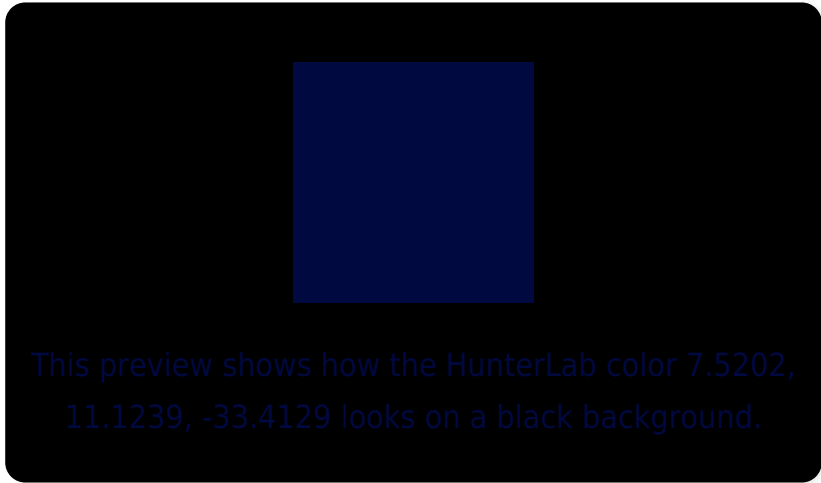 This preview shows how the HunterLab color 7.5202,
11.1239, -33.4129 looks on a black background.